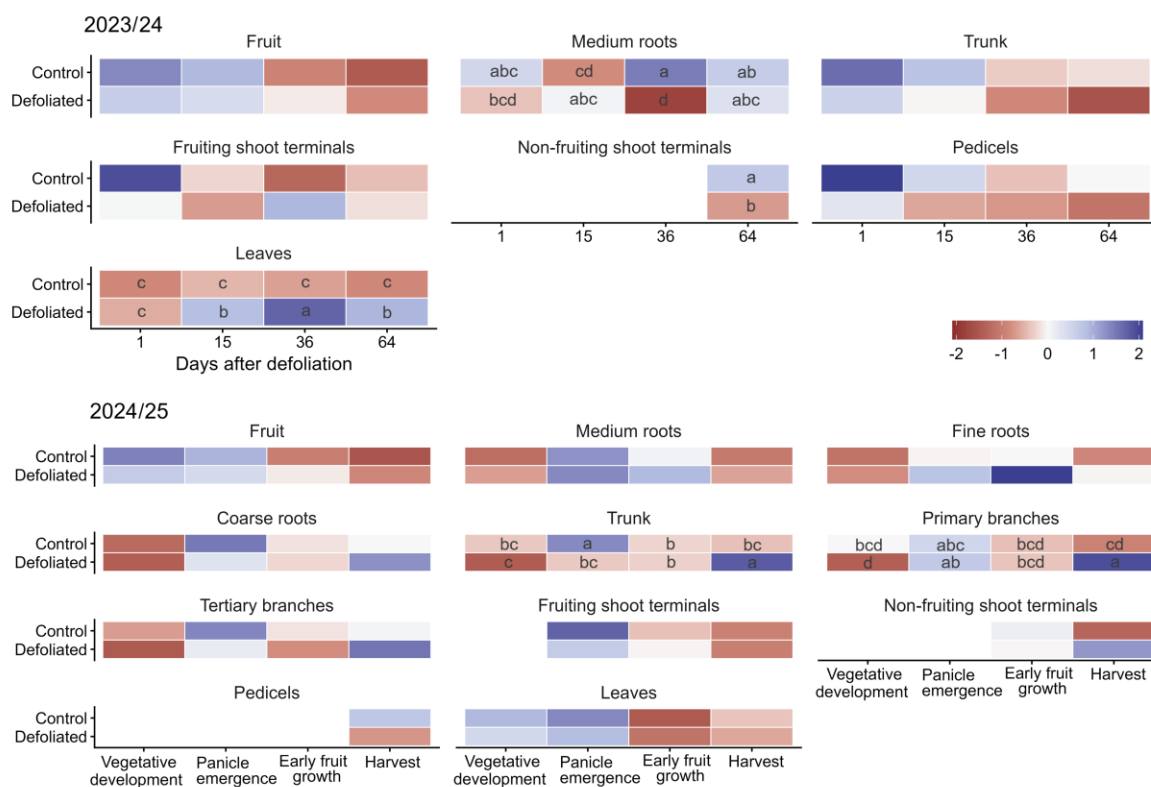 2023/24
Fruit
Medium roots
Trunk
Control
abc cd a ab
Defoliated
bcd abc d abc
Fruiting shoot terminals
Non-fruiting shoot terminals
Pedicels
Control
a
Defoliated
b
1 15 36 64
1 15 36 64
Leaves
Control
c c c c
Defoliated
c b a b
1 15 36 64
Days after defoliation
-2 -1 0 1 2
2024/25
Fruit
Medium roots
Fine roots
Control
Defoliated
Coarse roots
Trunk
Primary branches
Control
bc a b bc
bcd abc bcd cd
Defoliated
c bc b a
d ab bcd a
Tertiary branches
Fruiting shoot terminals
Non-fruiting shoot terminals
Control
Defoliated
Vegetative Panicle Early fruit Harvest
development emergence growth
Pedicels
Leaves
Control
Defoliated
Vegetative Panicle Early fruit Harvest
development emergence growth
Vegetative Panicle Early fruit Harvest
development emergence growth